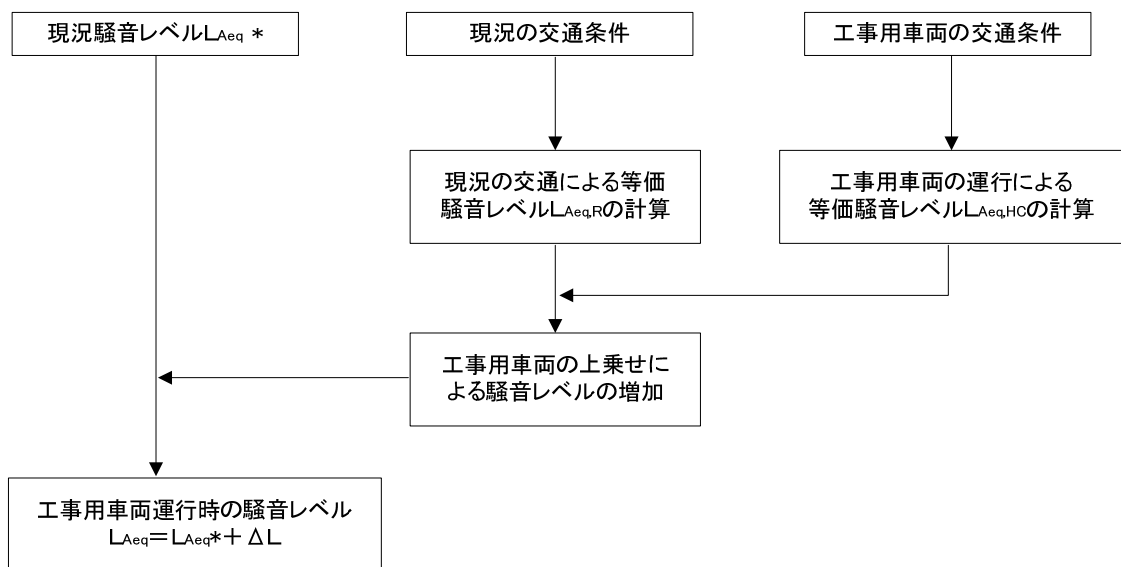 現況騒音レベルLAeq *
現況の交通条件
工事用車両の交通条件
現況の交通による等価
騒音レベルLAeq,Rの計算
工事用車両の運行による
等価騒音レベルLAeq,HCの計算
工事用車両の上乗せに
よる騒音レベルの増加
工事用車両運行時の騒音レベル
LAeq=LAeq*+ΔL